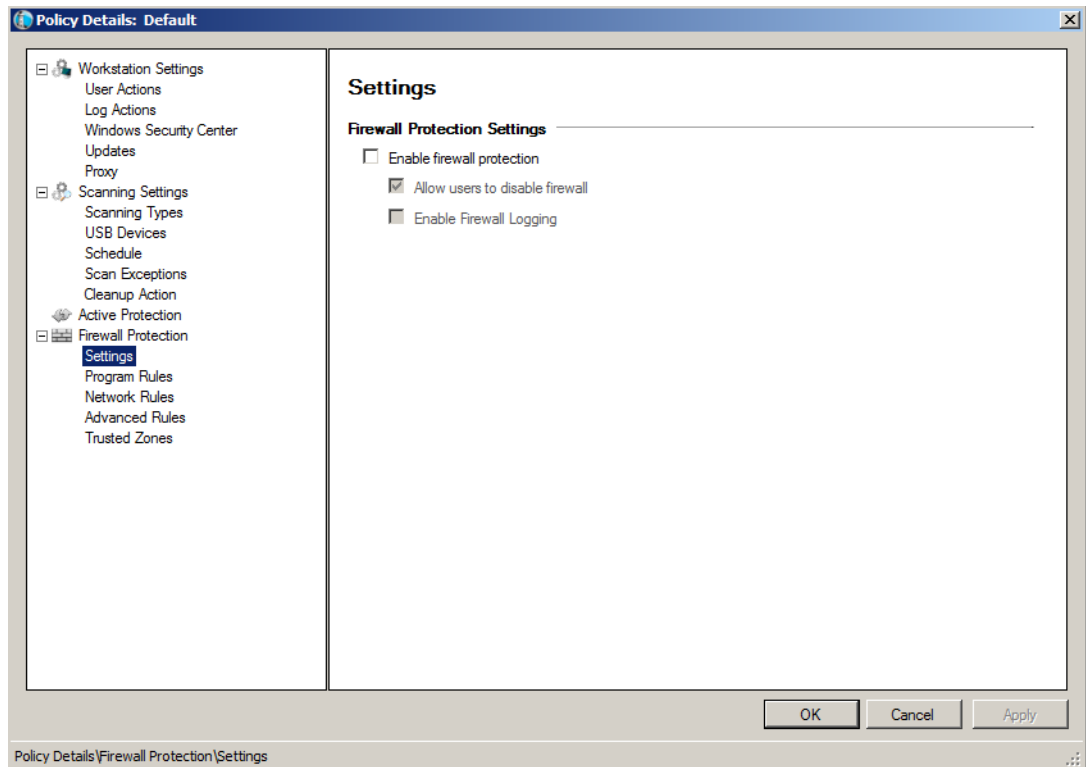 Policy Details: Default
Workstation Settings
User Actions
Log Actions
Windows Security Center
Updates
Proxy
Scanning Settings
Scanning Types
USB Devices
Schedule
Scan Exceptions
Cleanup Action
Active Protection
Firewall Protection
Settings
Program Rules
Network Rules
Advanced Rules
Trusted Zones
Settings
Firewall Protection Settings
Enable firewall protection
Allow users to disable firewall
Enable Firewall Logging
OK
Cancel
Apply
Policy Details\Firewall Protection\Settings